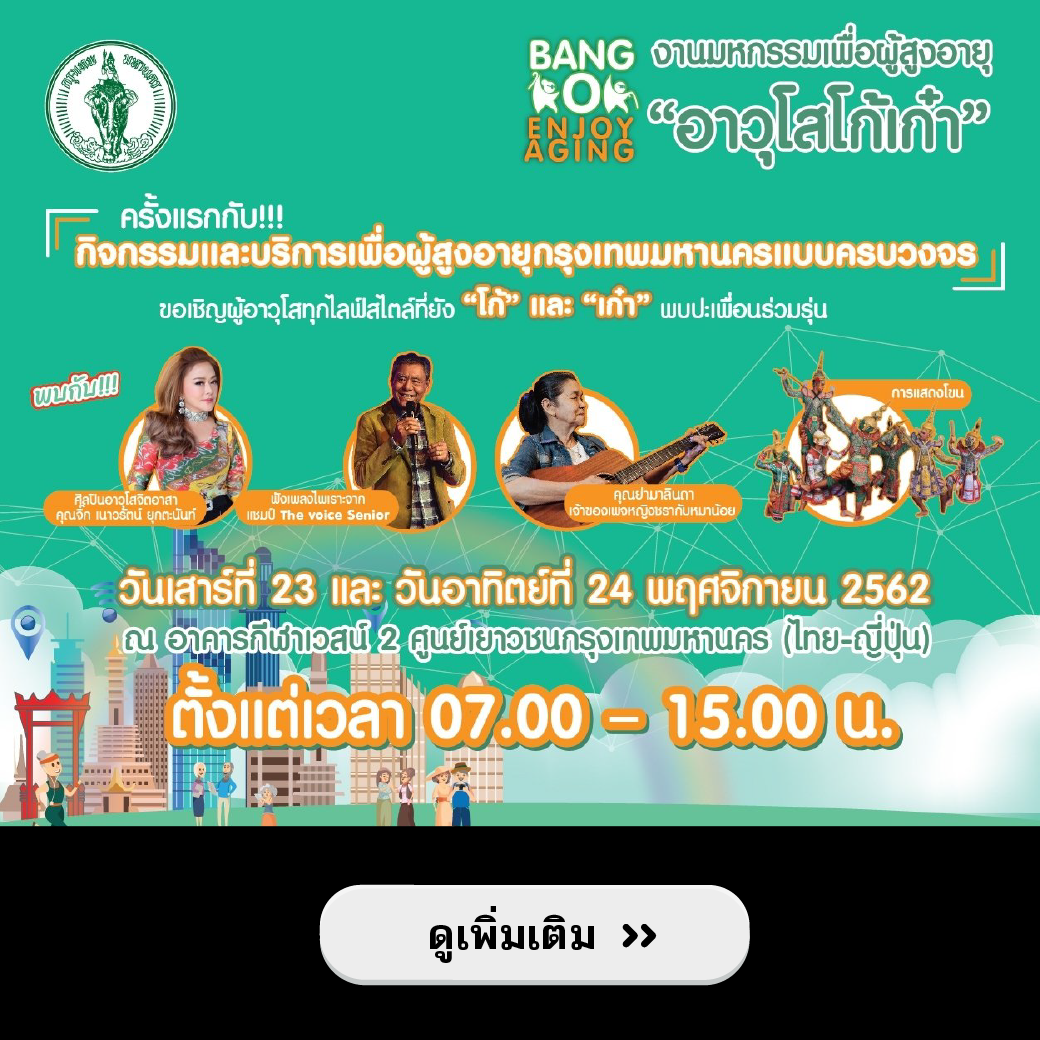 กรุงเทพ มหานคร
BANG
KOK
ENJOY
AGING
งานมหกรรมเพื่อผู้สูงอายุ
“อาวุโสโก้เก๋า”
ครั้งแรกกับ!!!
กิจกรรมและบริการเพื่อผู้สูงอายุกรุงเทพมหานครแบบครบวงจร
ขอเชิญผู้อาวุโสทุกไลฟ์สไตล์ที่ยัง “โก้” และ “เก๋า” พบปะเพื่อนร่วมรุ่น
พบกับ!!!
ศิลปินอาวุโสจิตอาสา
คุณจิ๊ก เนาวรัตน์ ยุกตะนันท์
ฟังเพลงไพเราะจาก
แชมป์ The voice Senior
คุณย่ามาลินดา
เจ้าของเพจหญิงชรากับหมาน้อย
การแสดงโขน
วันเสาร์ที่ 23 และ วันอาทิตย์ที่ 24 พฤศจิกายน 2562
ณ อาคารกีฬาเวสน์ 2 ศูนย์เยาวชนกรุงเทพมหานคร (ไทย-ญี่ปุ่น)
ตั้งแต่เวลา 07.00 – 15.00 น.
ดูเพิ่มเติม »